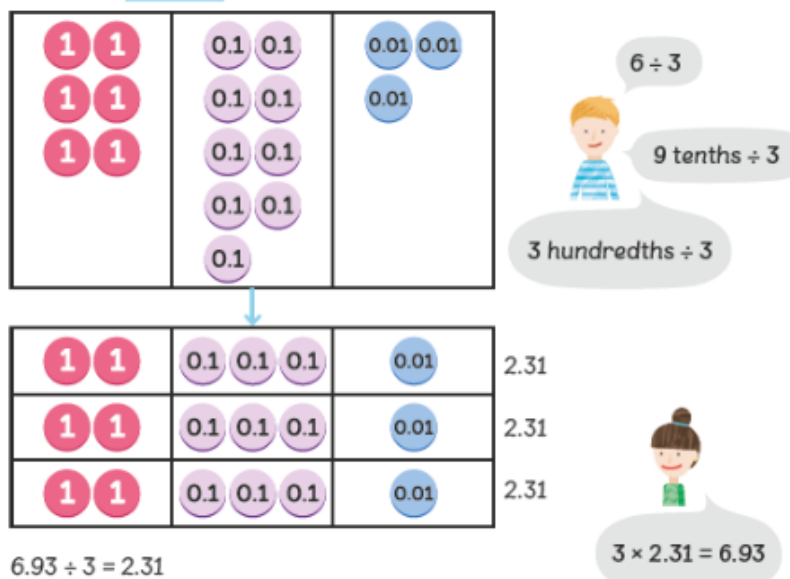 1 1 0.1 0.1 0.01 0.01
6 ÷ 3
1 1 0.1 0.1 0.01
1 1 0.1 0.1
9 tenths ÷ 3
0.1 0.1
0.1
3 hundredths ÷ 3
1 1 0.1 0.1 0.1 0.01 2.31
1 1 0.1 0.1 0.1 0.01 2.31
1 1 0.1 0.1 0.1 0.01 2.31
6.93 ÷ 3 = 2.31
3 × 2.31 = 6.93